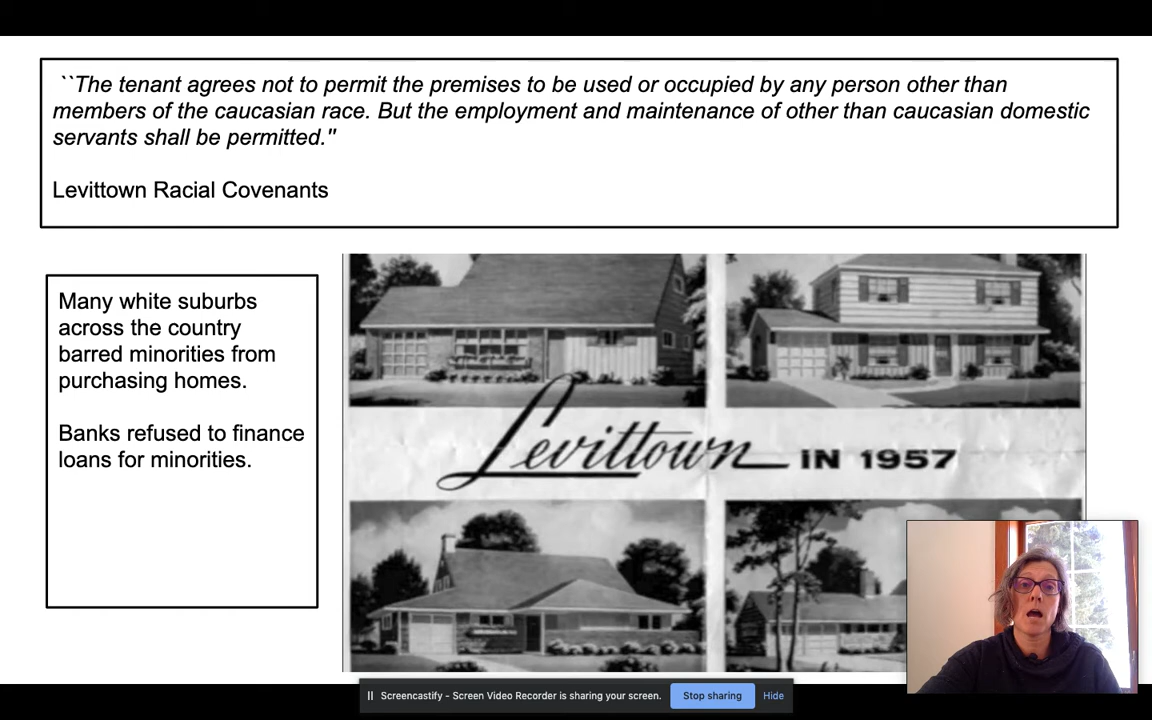 ``The tenant agrees not to permit the premises to be used or occupied by any person other than
members of the caucasian race. But the employment and maintenance of other than caucasian domestic
servants shall be permitted."
Levittown Racial Covenants
Many white suburbs
across the country
barred minorities from
purchasing homes.
Banks refused to finance
loans for minorities.
Levittown IN 1957
Screencastify - Screen Video Recorder is sharing your screen.
Stop sharing
Hide